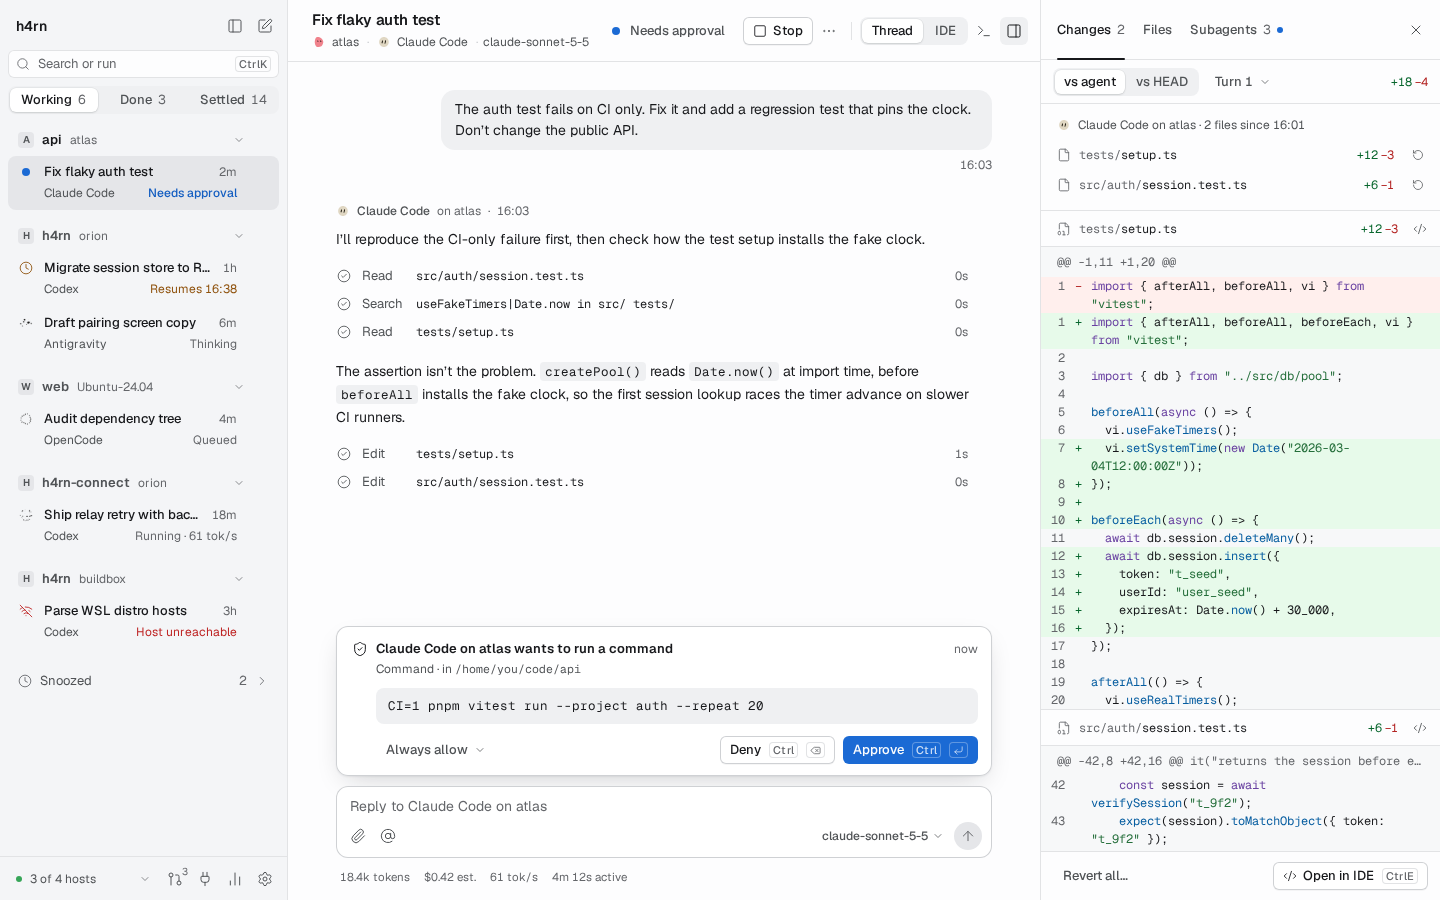 h4rn
Search or run CtrlK
Working 6 Done 3 Settled 14
A api atlas
Fix flaky auth test 2m
Claude Code Needs approval
H h4rn orion
Migrate session store to R... 1h
Codex Resumes 16:38
Draft pairing screen copy 6m
Antigravity Thinking
W web Ubuntu-24.04
Audit dependency tree 4m
OpenCode Queued
H h4rn-connect orion
Ship relay retry with bac... 18m
Codex Running · 61 tok/s
H h4rn buildbox
Parse WSL distro hosts 3h
Codex Host unreachable
Snoozed 2
3 of 4 hosts 3
Fix flaky auth test
atlas · Claude Code · claude-sonnet-5-5
Needs approval Stop ... Thread IDE
The auth test fails on CI only. Fix it and add a regression test that pins the clock.
Don't change the public API.
16:03
Claude Code on atlas · 16:03
I'll reproduce the CI-only failure first, then check how the test setup installs the fake clock.
Read src/auth/session.test.ts 0s
Search useFakeTimers|Date.now in src/ tests/ 0s
Read tests/setup.ts 0s
The assertion isn't the problem. createPool() reads Date.now() at import time, before
beforeAll installs the fake clock, so the first session lookup races the timer advance on slower
CI runners.
Edit tests/setup.ts 1s
Edit src/auth/session.test.ts 0s
Claude Code on atlas wants to run a command now
Command · in /home/you/code/api
CI=1 pnpm vitest run --project auth --repeat 20
Always allow Deny Ctrl Approve Ctrl
Reply to Claude Code on atlas
claude-sonnet-5-5
18.4k tokens $0.42 est. 61 tok/s 4m 12s active
Changes 2 Files Subagents 3
vs agent vs HEAD Turn 1 +18 −4
Claude Code on atlas · 2 files since 16:01
tests/setup.ts +12 −3
src/auth/session.test.ts +6 −1
tests/setup.ts +12 −3
@@ -1,11 +1,20 @@
1 − import { afterAll, beforeAll, vi } from
"vitest";
1 + import { afterAll, beforeAll, beforeEach, vi }
from "vitest";
2
3 import { db } from "../src/db/pool";
4
5 beforeAll(async () => {
6 vi.useFakeTimers();
7 + vi.setSystemTime(new Date("2026-03-
04T12:00:00Z"));
8 + });
9 +
10 + beforeEach(async () => {
11 await db.session.deleteMany();
12 + await db.session.insert({
13 + token: "t_seed",
14 + userId: "user_seed",
15 + expiresAt: Date.now() + 30_000,
16 + });
17 });
18
19 afterAll(() => {
20 vi.useRealTimers();
src/auth/session.test.ts +6 −1
@@ -42,8 +42,16 @@ it("returns the session before e…
42 const session = await
verifySession("t_9f2");
43 expect(session).toMatchObject({ token:
"t_9f2" });
Revert all... Open in IDE CtrlE